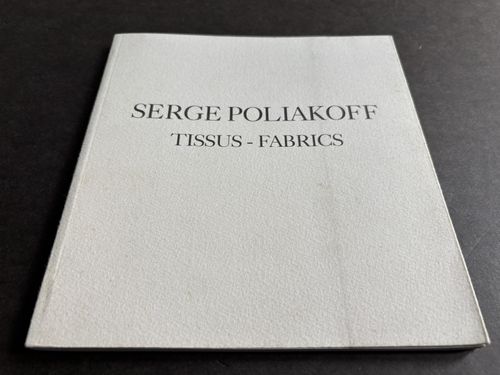 SERGE POLIAKOFF
TISSUS - FABRICS